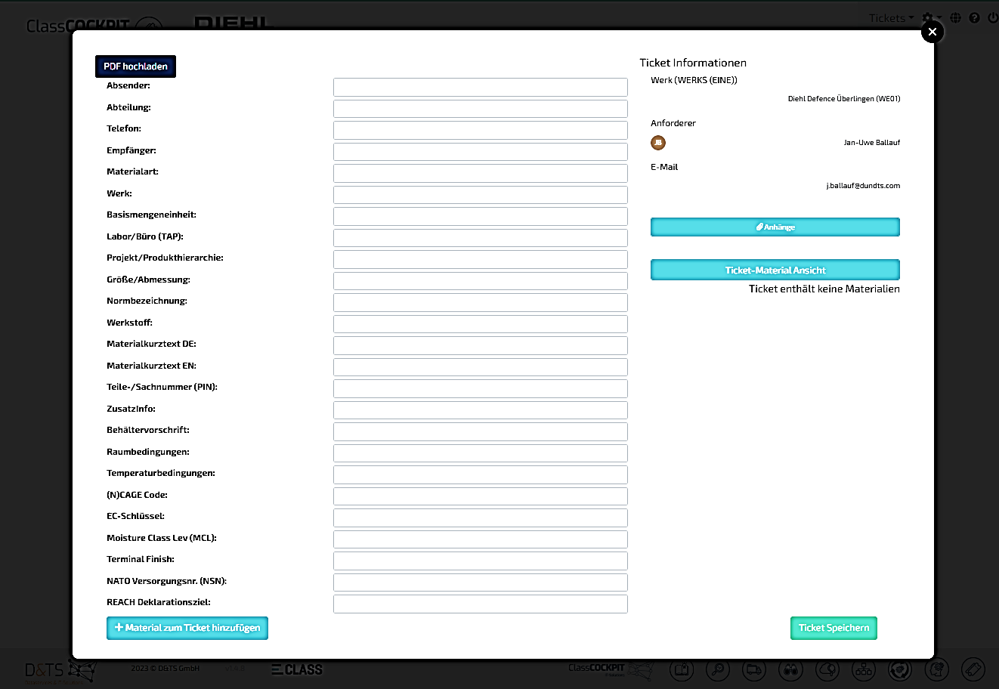 ClassCOCKPIT
DIEHL
Tickets
PDF hochladen
Absender:
Abteilung:
Telefon:
Empfänger:
Materialart:
Werk:
Basismengeneinheit:
Labor/Büro (TAP):
Projekt/Produkthierarchie:
Größe/Abmessung:
Normbezeichnung:
Werkstoff:
Materialkurztext DE:
Materialkurztext EN:
Teile-/Sachnummer (PIN):
ZusatzInfo:
Behältervorschrift:
Raumbedingungen:
Temperaturbedingungen:
(N)CAGE Code:
EC-Schlüssel:
Moisture Class Lev (MCL):
Terminal Finish:
NATO Versorgungsnr. (NSN):
REACH Deklarationsziel:
+ Material zum Ticket hinzufügen
Ticket Informationen
Werk (WERKS (EINE))
Diehl Defence Überlingen (WE01)
Anforderer
JB
Jan-Uwe Ballauf
E-Mail
j.ballauf@dundts.com
Anhänge
Ticket-Material Ansicht
Ticket enthält keine Materialien
Ticket Speichern
D&TS
2023 © D&TS GmbH
ECLASS
ClassCOCKPIT